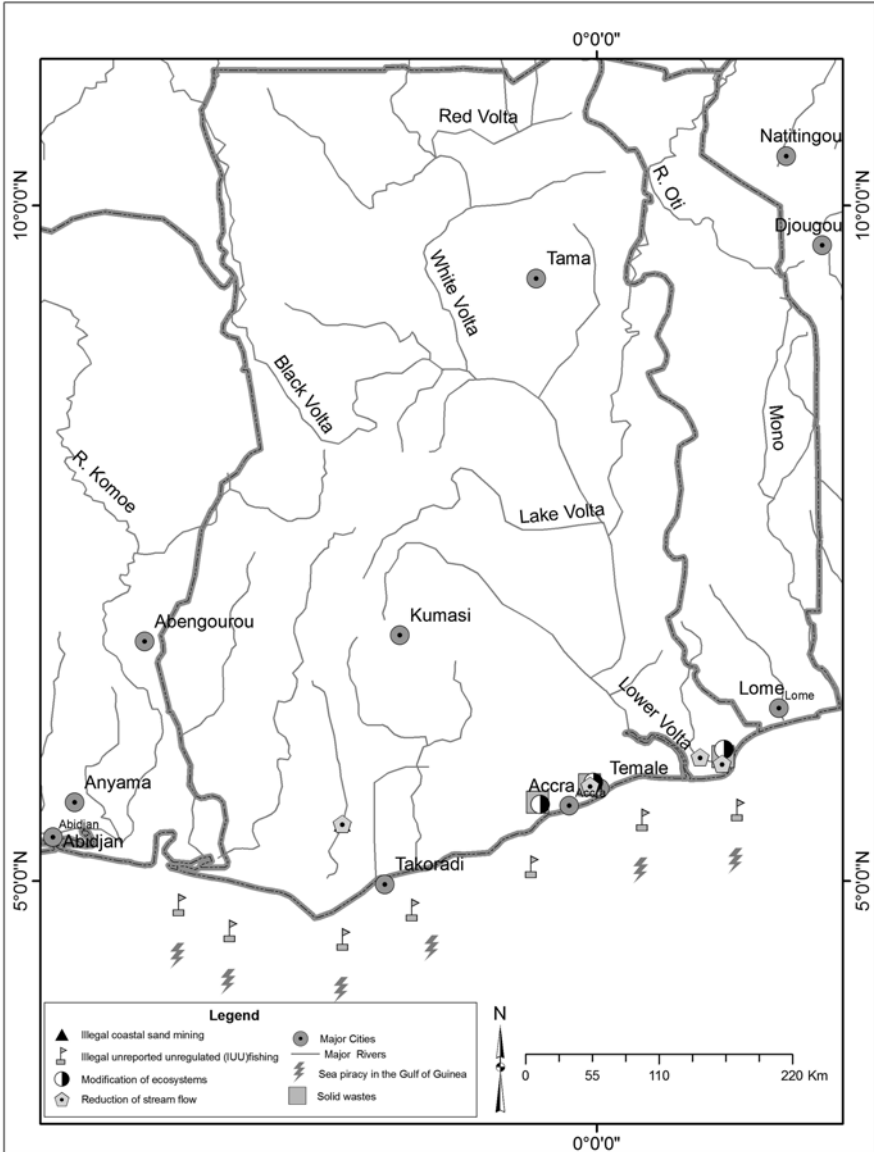 0°0'0"
Red Volta
Natitingou
R. Oti
10°0'0"N
10°0'0"N
Djougou
Tama
White Volta
Black Volta
Mono
R. Komoe
Lake Volta
Abengourou
Kumasi
Lower Volta
Lome
Lome
Anyama
Accra
Temale
Accra
Abidjan
Abidjan
Takoradi
5°0'0"N
5°0'0"N
Legend
Illegal coastal sand mining
Illegal unreported unregulated (IUU)fishing
Modification of ecosystems
Reduction of stream flow
Major Cities
Major Rivers
Sea piracy in the Gulf of Guinea
Solid wastes
N
0 55 110 220 Km
0°0'0"